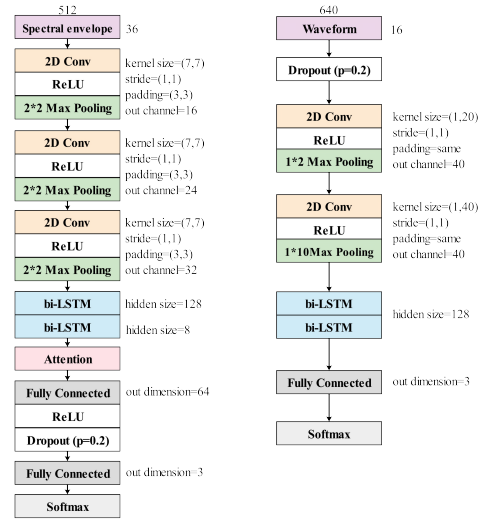 512
Spectral envelope
36
2D Conv
ReLU
2*2 Max Pooling
kernel size=(7,7)
stride=(1,1)
padding=(3,3)
out channel=16
2D Conv
ReLU
2*2 Max Pooling
kernel size=(7,7)
stride=(1,1)
padding=(3,3)
out channel=24
2D Conv
ReLU
2*2 Max Pooling
kernel size=(7,7)
stride=(1,1)
padding=(3,3)
out channel=32
bi-LSTM
hidden size=128
bi-LSTM
hidden size=8
Attention
Fully Connected
out dimension=64
ReLU
Dropout (p=0.2)
Fully Connected
out dimension=3
Softmax
640
Waveform
16
Dropout (p=0.2)
2D Conv
ReLU
1*2 Max Pooling
kernel size=(1,20)
stride=(1,1)
padding=same
out channel=40
2D Conv
ReLU
1*10Max Pooling
kernel size=(1,40)
stride=(1,1)
padding=same
out channel=40
bi-LSTM
bi-LSTM
hidden size=128
Fully Connected
out dimension=3
Softmax